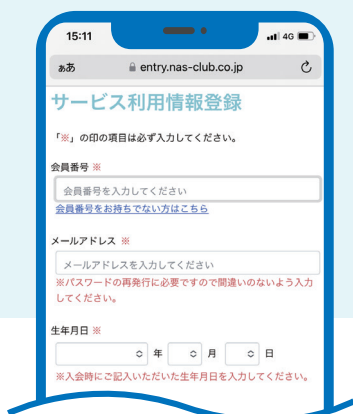 15:11
4G
ぁあ
entry.nas-club.co.jp
サービス利用情報登録
「※」の印の項目は必ず入力してください。
会員番号 ※
会員番号を入力してください
会員番号をお持ちでない方はこちら
メールアドレス ※
メールアドレスを入力してください
※パスワードの再発行に必要ですので間違いのないよう入力
してください。
生年月日 ※
年 月 日
※入会時にご記入いただいた生年月日を入力してください。